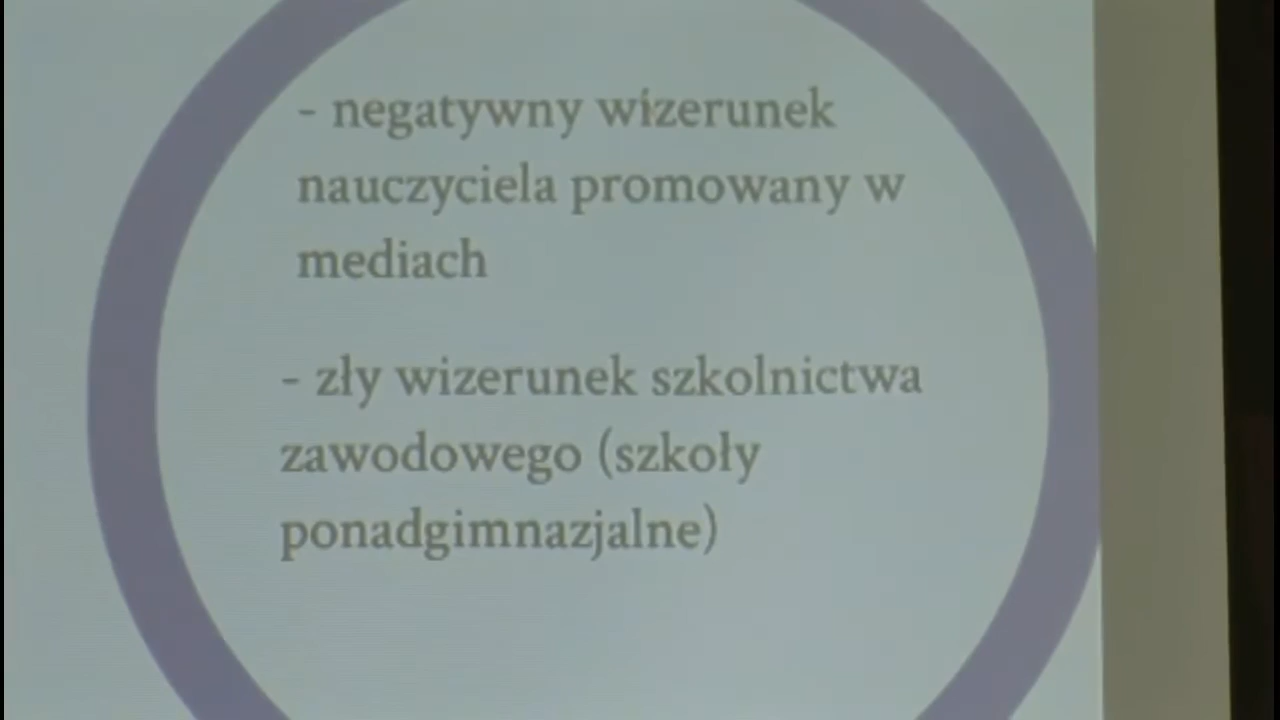 - negatywny wizerunek
nauczyciela promowany w
mediach
- zły wizerunek szkolnictwa
zawodowego (szkoły
ponadgimnazjalne)